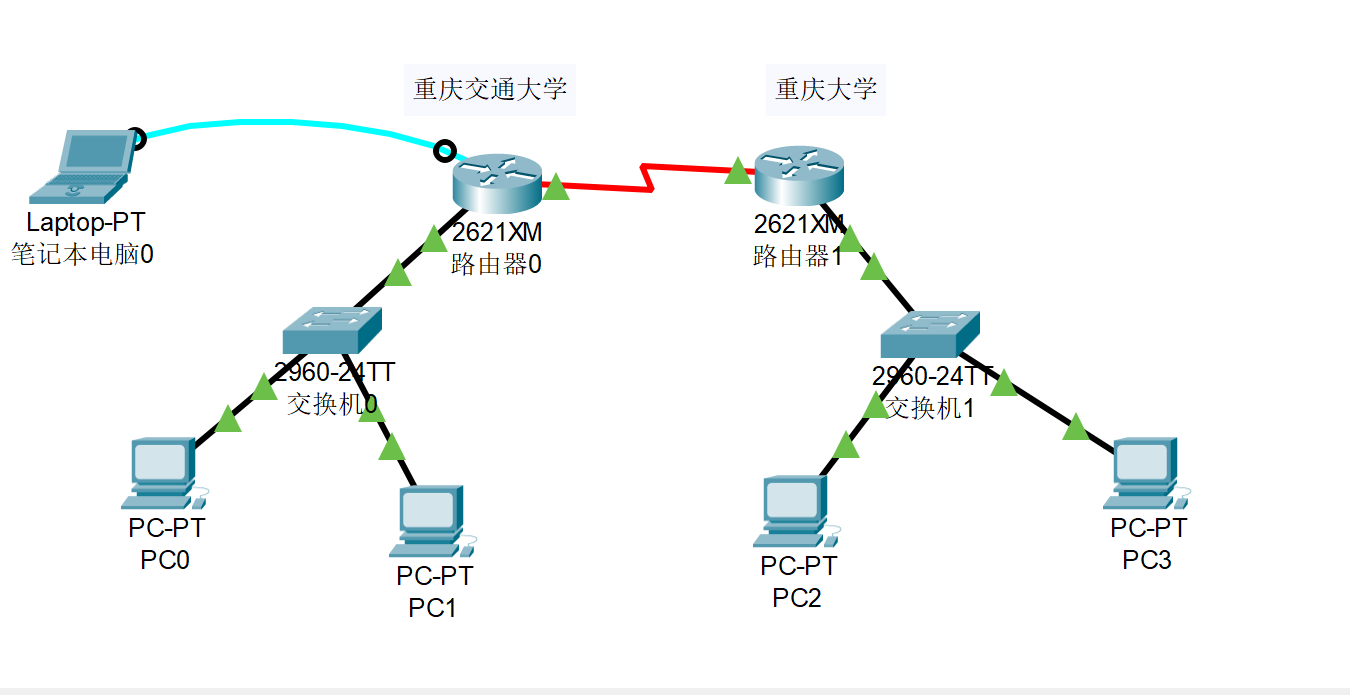 重庆交通大学
重庆大学
Laptop-PT
笔记本电脑0
2621XM
路由器0
2621XM
路由器1
2960-24TT
交换机0
2960-24TT
交换机1
PC-PT
PC0
PC-PT
PC1
PC-PT
PC2
PC-PT
PC3